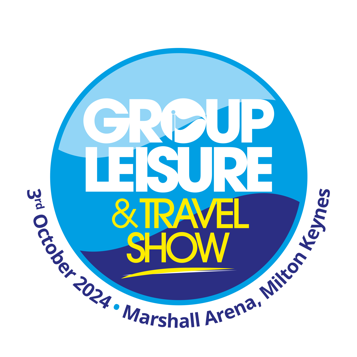 GROUP
LEISURE
& TRAVEL
SHOW
3rd October 2024 • Marshall Arena, Milton Keynes